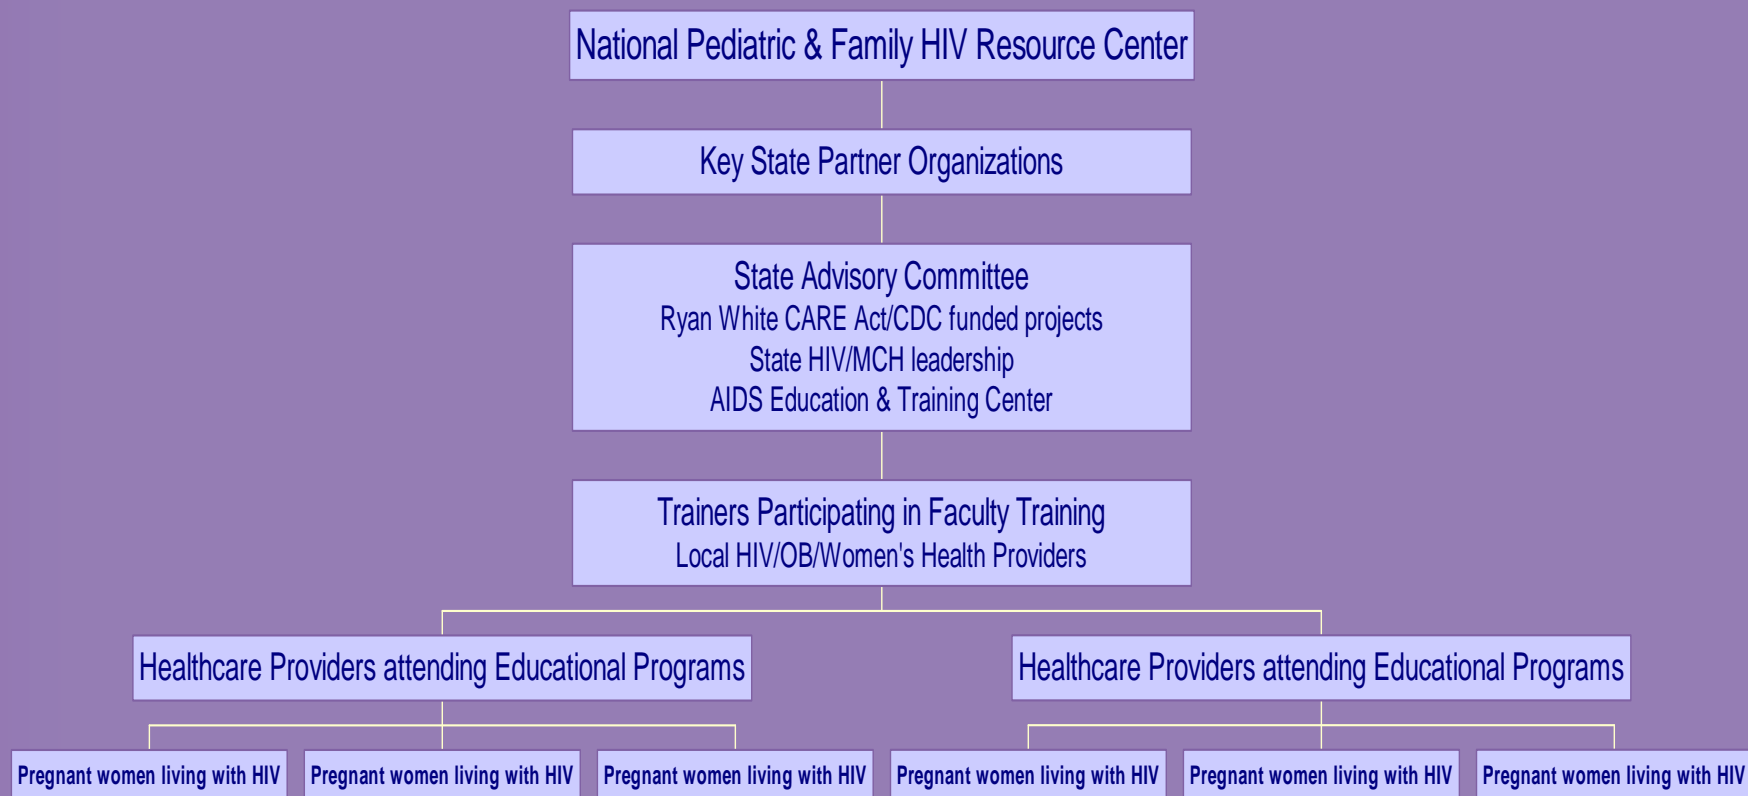 National Pediatric & Family HIV Resource Center
Key State Partner Organizations
State Advisory Committee
Ryan White CARE Act/CDC funded projects
State HIV/MCH leadership
AIDS Education & Training Center
Trainers Participating in Faculty Training
Local HIV/OB/Women's Health Providers
Healthcare Providers attending Educational Programs
Healthcare Providers attending Educational Programs
Pregnant women living with HIV
Pregnant women living with HIV
Pregnant women living with HIV
Pregnant women living with HIV
Pregnant women living with HIV
Pregnant women living with HIV